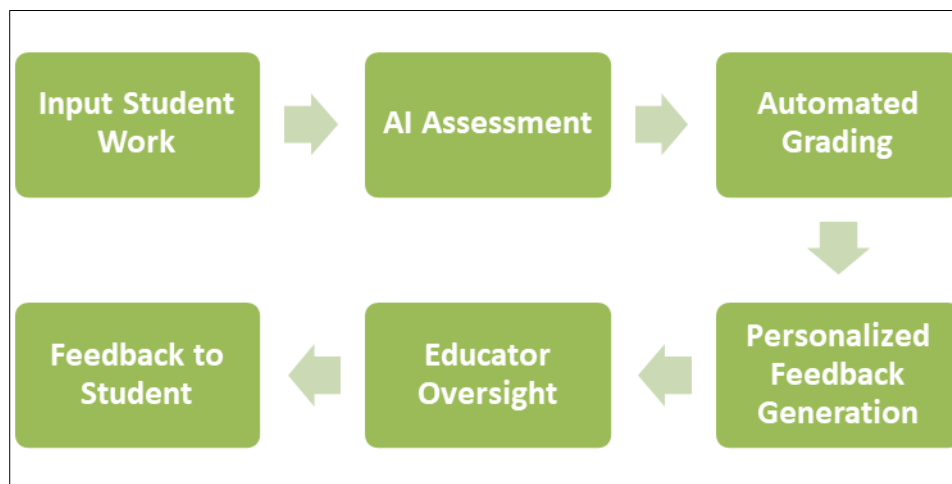 Input Student
Work
AI Assessment
Automated
Grading
Personalized
Feedback
Generation
Educator
Oversight
Feedback to
Student